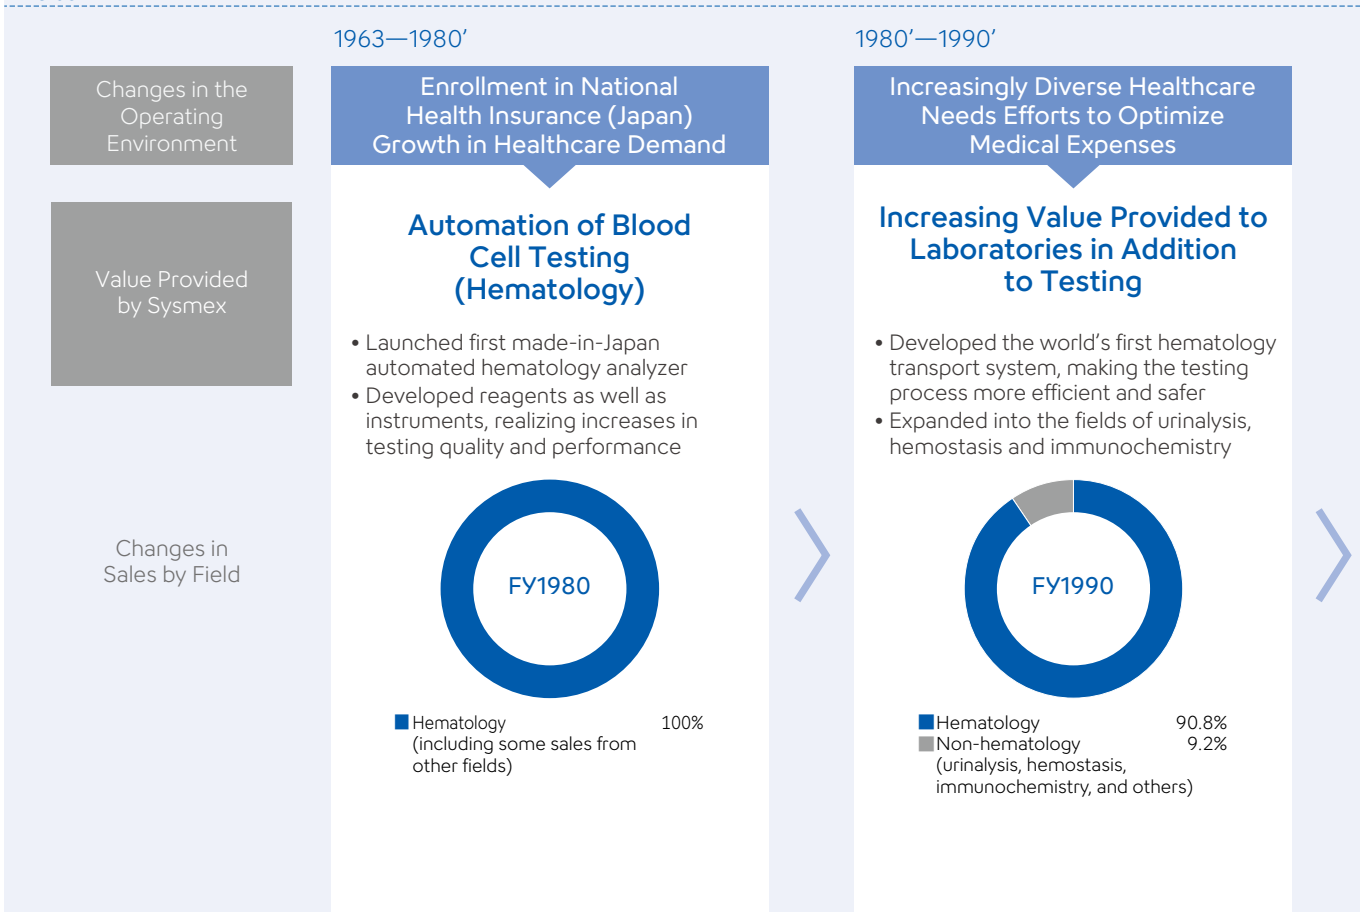 1963—1980’
1980’—1990’
Changes in the
Operating
Environment
Enrollment in National
Health Insurance (Japan)
Growth in Healthcare Demand
Increasingly Diverse Healthcare
Needs Efforts to Optimize
Medical Expenses
Value Provided
by Sysmex
Automation of Blood
Cell Testing
(Hematology)
• Launched first made-in-Japan
automated hematology analyzer
• Developed reagents as well as
instruments, realizing increases in
testing quality and performance
Increasing Value Provided to
Laboratories in Addition
to Testing
• Developed the world’s first hematology
transport system, making the testing
process more efficient and safer
• Expanded into the fields of urinalysis,
hemostasis and immunochemistry
Changes in
Sales by Field
FY1980
Hematology 100%
(including some sales from
other fields)
FY1990
Hematology 90.8%
Non-hematology 9.2%
(urinalysis, hemostasis,
immunochemistry, and others)